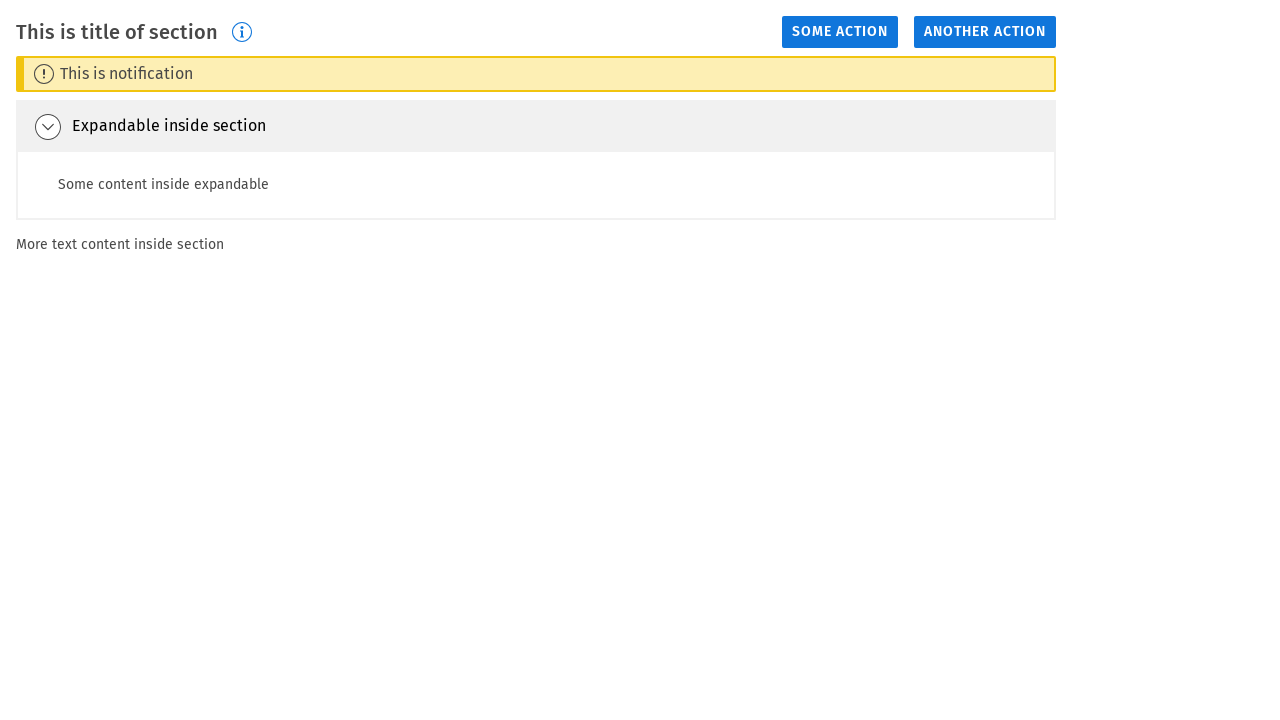 This is title of section
SOME ACTION
ANOTHER ACTION
This is notification
Expandable inside section
Some content inside expandable
More text content inside section